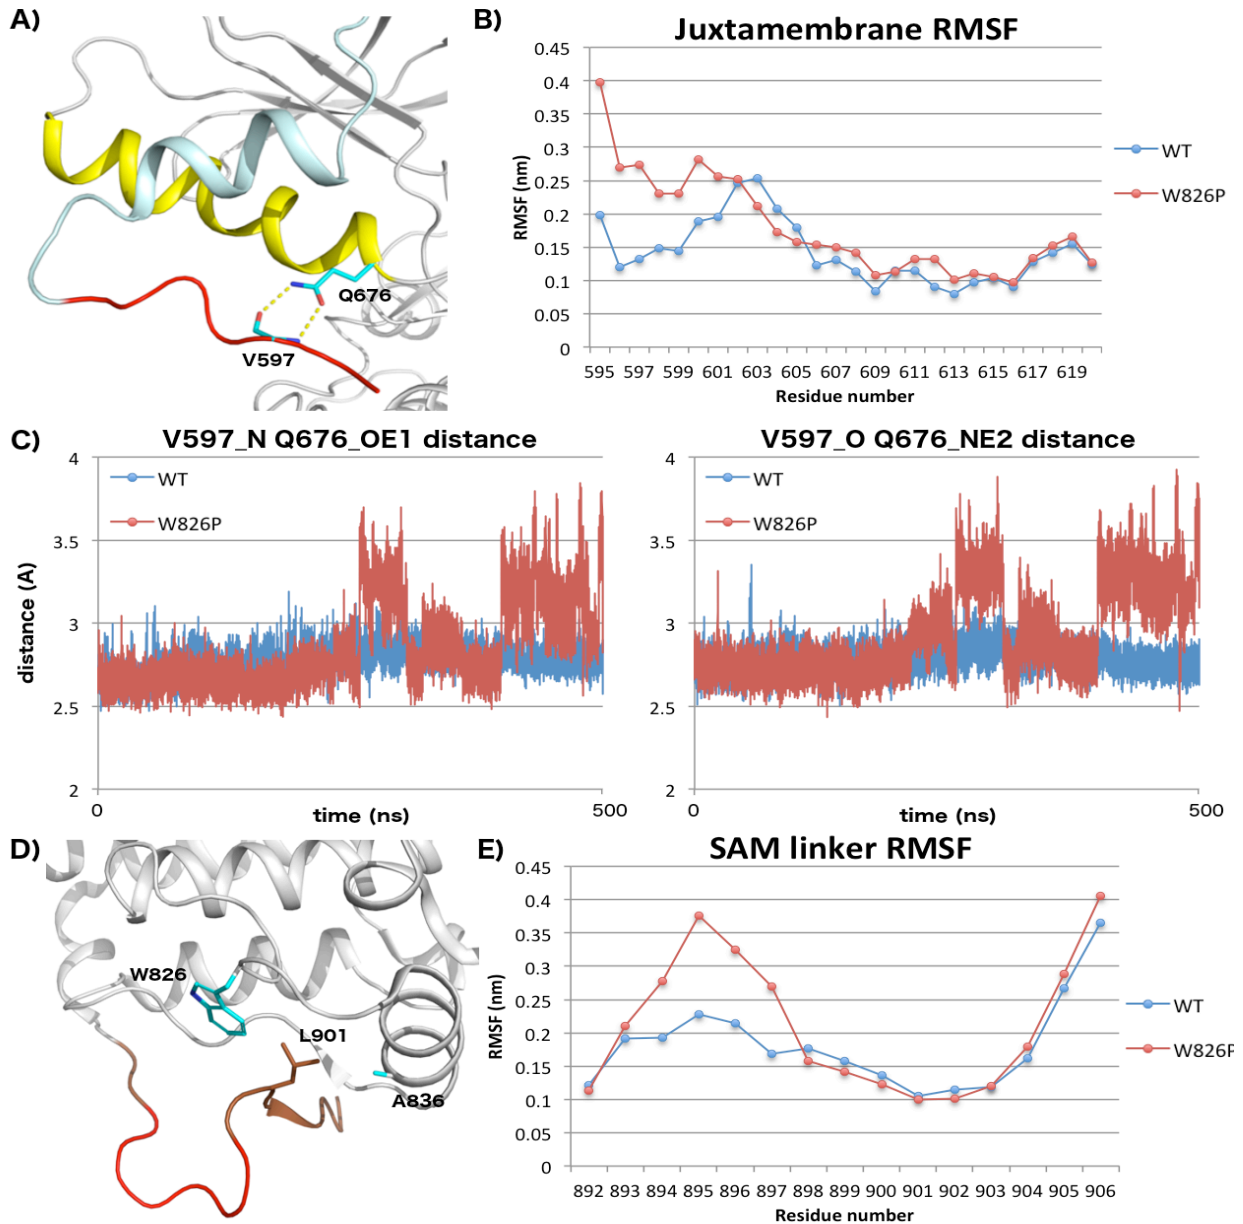 A)
Q676
V597
B)
Juxtamembrane RMSF
0.45
0.4
0.35
0.3
0.25
0.2
0.15
0.1
0.05
0
RMSF (nm)
595 597 599 601 603 605 607 609 611 613 615 617 619
Residue number
WT
W826P
C)
V597_N Q676_OE1 distance
4
3.5
3
2.5
2
distance (A)
WT
W826P
0 500
time (ns)
V597_O Q676_NE2 distance
4
3.5
3
2.5
2
WT
W826P
0 500
time (ns)
D)
W826
L901
A836
E)
SAM linker RMSF
0.45
0.4
0.35
0.3
0.25
0.2
0.15
0.1
0.05
0
RMSF (nm)
892 893 894 895 896 897 898 899 900 901 902 903 904 905 906
Residue number
WT
W826P